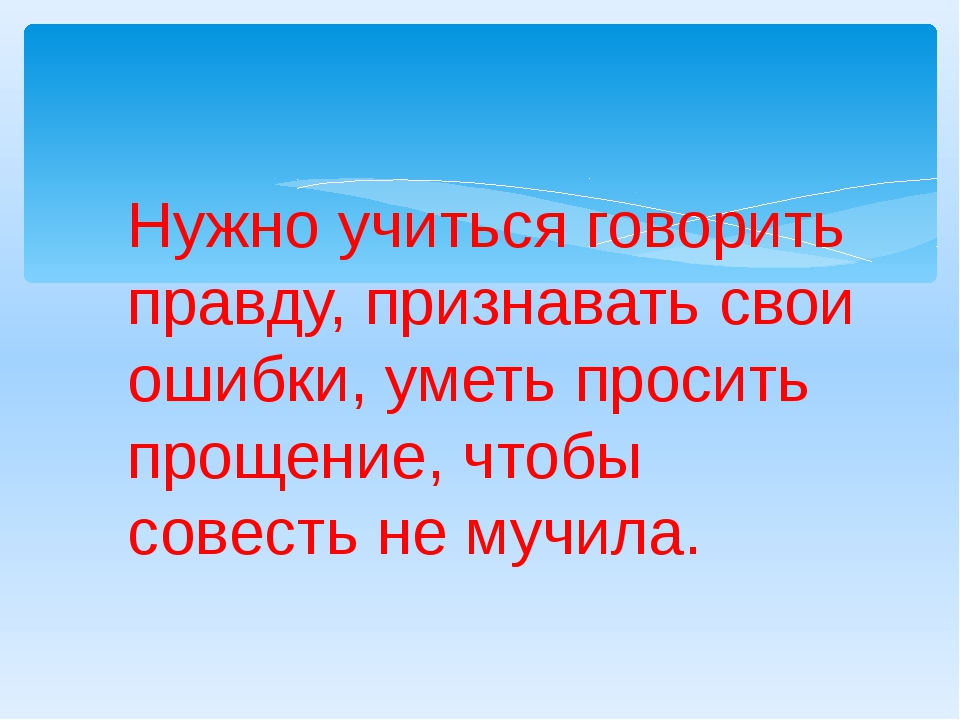 Нужно учиться говорить
правду, признавать свои
ошибки, уметь просить
прощение, чтобы
совесть не мучила.